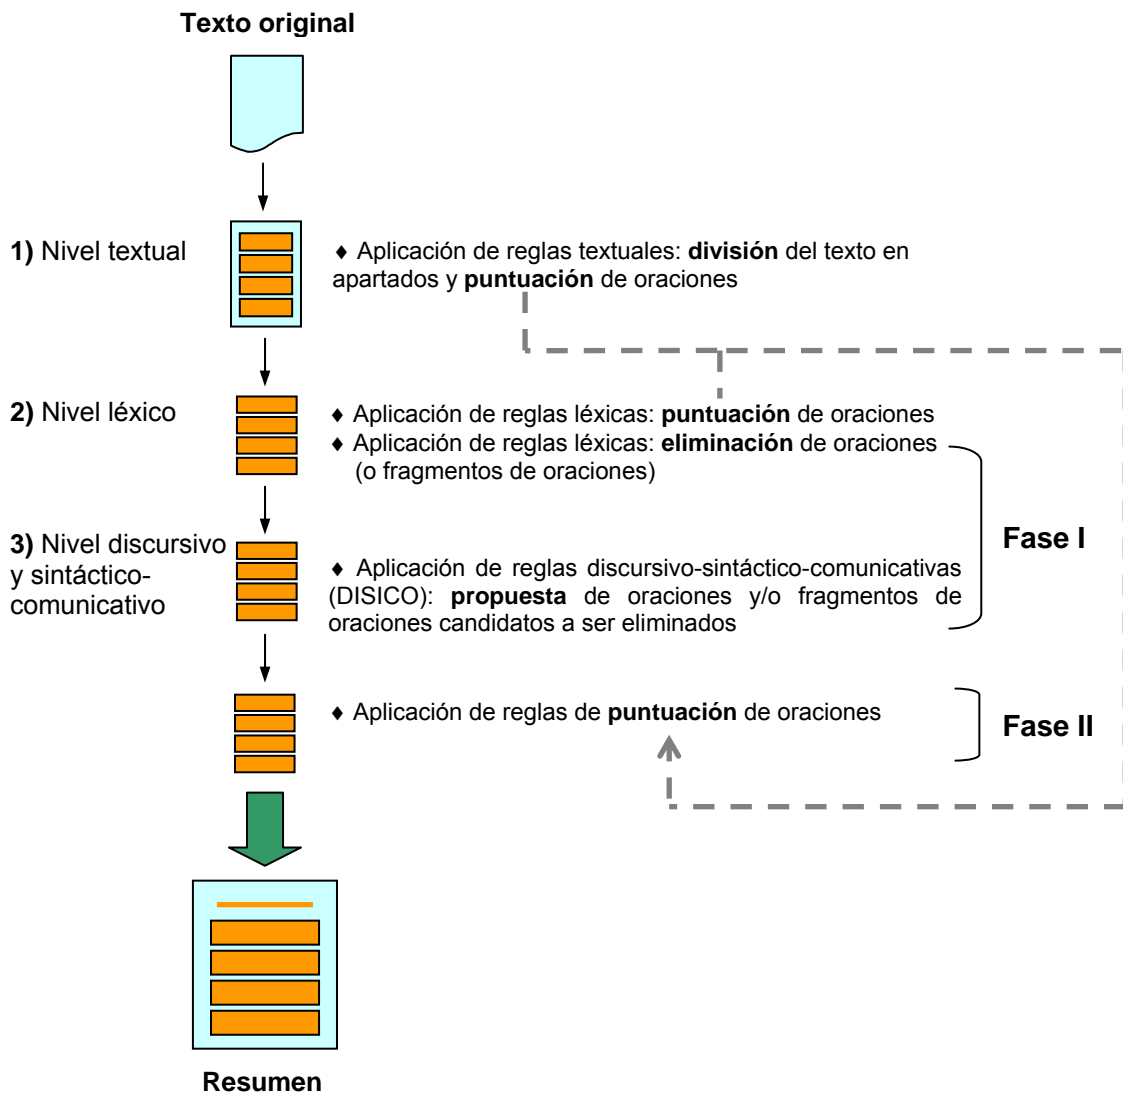 Texto original
1) Nivel textual
♦ Aplicación de reglas textuales: división del texto en
apartados y puntuación de oraciones
2) Nivel léxico
♦ Aplicación de reglas léxicas: puntuación de oraciones
♦ Aplicación de reglas léxicas: eliminación de oraciones
(o fragmentos de oraciones)
Fase I
3) Nivel discursivo
y sintáctico-
comunicativo
♦ Aplicación de reglas discursivo-sintáctico-comunicativas
(DISICO): propuesta de oraciones y/o fragmentos de
oraciones candidatos a ser eliminados
♦ Aplicación de reglas de puntuación de oraciones
Fase II
Resumen